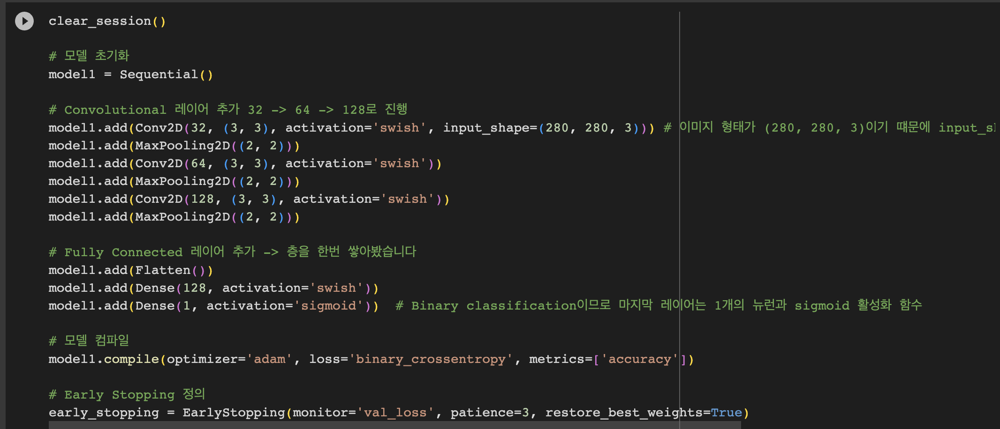 clear_session()
# 모델 초기화
model1 = Sequential()
# Convolutional 레이어 추가 32 -> 64 -> 128로 진행
model1.add(Conv2D(32, (3, 3), activation='swish', input_shape=(280, 280, 3))) # 이미지 형태가 (280, 280, 3)이기 떄문에
model1.add(MaxPooling2D((2, 2)))
model1.add(Conv2D(64, (3, 3), activation='swish'))
model1.add(MaxPooling2D((2, 2)))
model1.add(Conv2D(128, (3, 3), activation='swish'))
model1.add(MaxPooling2D((2, 2)))
# Fully Connected 레이어 추가 -> 층을 한번 쌓아봤습니다
model1.add(Flatten())
model1.add(Dense(128, activation='swish'))
model1.add(Dense(1, activation='sigmoid'))  # Binary classification이므로 마지막 레이어는 1개의 뉴런과 sigmoid 활성화 함수
# 모델 컴파일
model1.compile(optimizer='adam', loss='binary_crossentropy', metrics=['accuracy'])
# Early Stopping 정의
early_stopping = EarlyStopping(monitor='val_loss', patience=3, restore_best_weights=True)